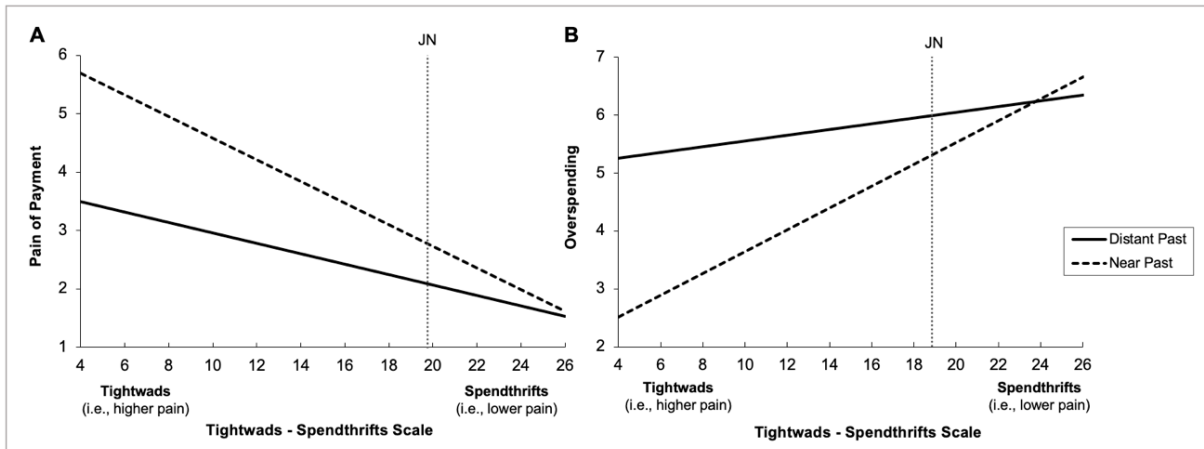 A
JN
6
5
4
3
2
1
Pain of Payment
4 6 8 10 12 14 16 18 20 22 24 26
Tightwads Spendthrifts
(i.e., higher pain) (i.e., lower pain)
Tightwads - Spendthrifts Scale
B
JN
7
6
5
4
3
2
Overspending
4 6 8 10 12 14 16 18 20 22 24 26
Tightwads Spendthrifts
(i.e., higher pain) (i.e., lower pain)
Tightwads - Spendthrifts Scale
Distant Past
Near Past